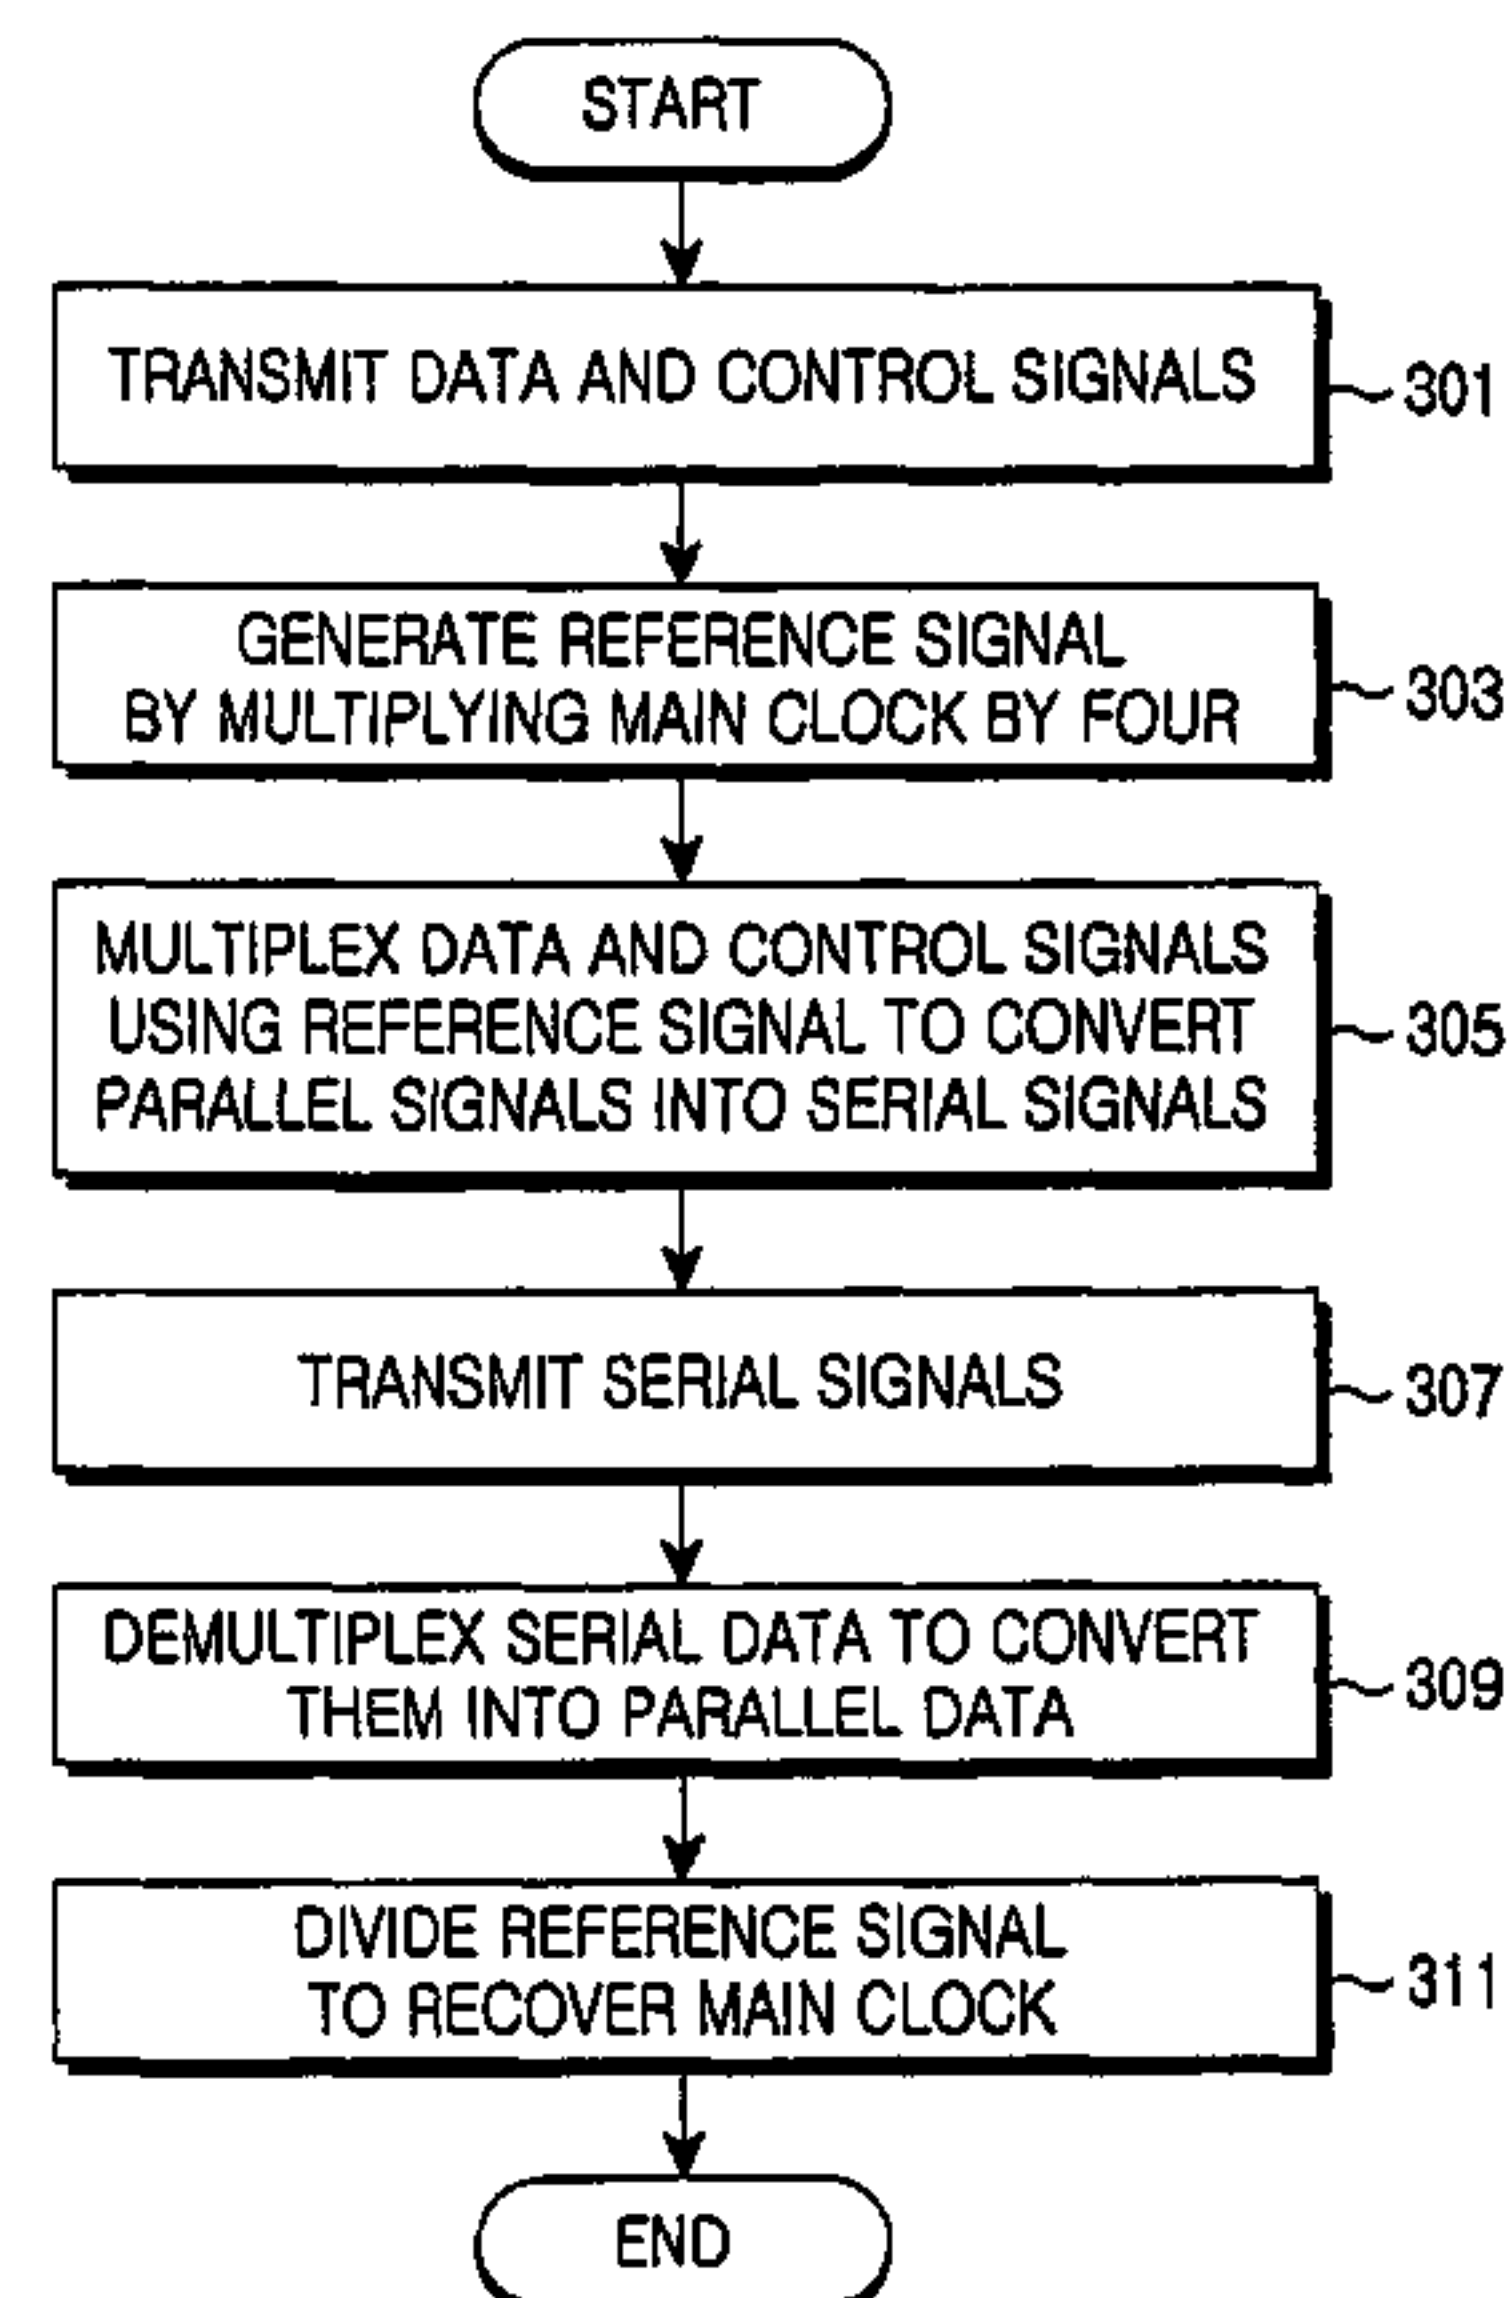 START
TRANSMIT DATA AND CONTROL SIGNALS
301
GENERATE REFERENCE SIGNAL
BY MULTIPLYING MAIN CLOCK BY FOUR
303
MULTIPLEX DATA AND CONTROL SIGNALS
USING REFERENCE SIGNAL TO CONVERT
PARALLEL SIGNALS INTO SERIAL SIGNALS
305
TRANSMIT SERIAL SIGNALS
307
DEMULTIPLEX SERIAL DATA TO CONVERT
THEM INTO PARALLEL DATA
309
DIVIDE REFERENCE SIGNAL
TO RECOVER MAIN CLOCK
311
END